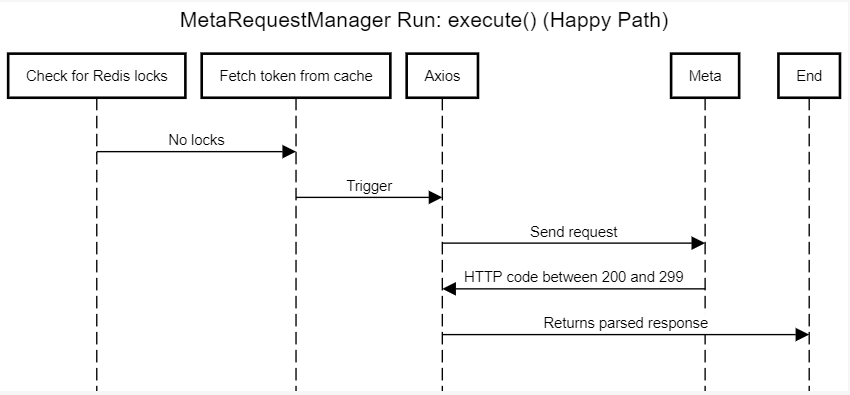 MetaRequestManager Run: execute() (Happy Path)
Check for Redis locks
Fetch token from cache
Axios
Meta
End
No locks
Trigger
Send request
HTTP code between 200 and 299
Returns parsed response